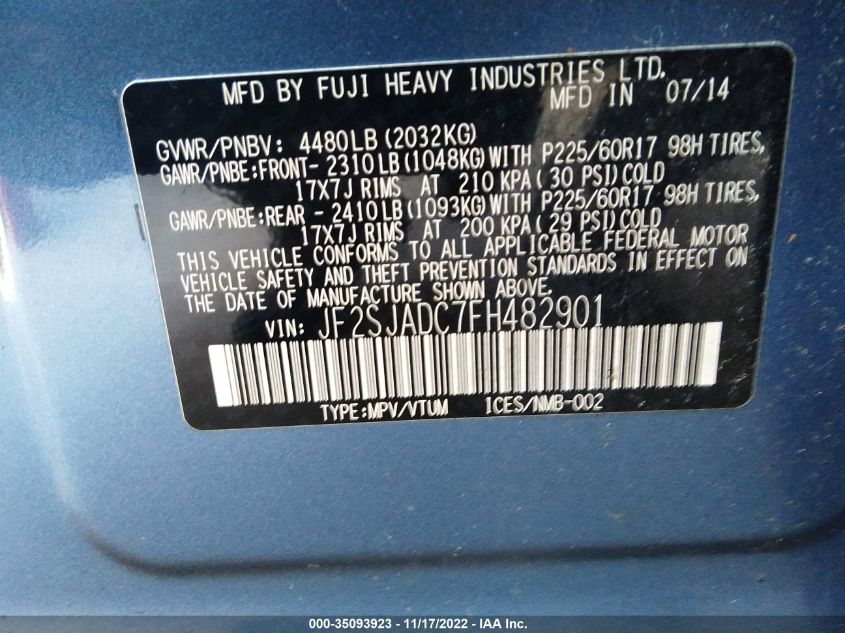 MFD BY FUJI HEAVY INDUSTRIES LTD.
MFD IN 07/14
GVWR/PNBV: 4480LB (2032KG)
GAWR/PNBE:FRONT- 2310LB (1048KG) WITH P225/60R17 98H TIRES,
17X7J RIMS AT 210 KPA( 30 PSI) COLD
GAWR/PNBE:REAR - 2410LB (1093KG) WITH P225/60R17 98H TIRES,
17X7J RIMS AT 200 KPA( 29 PSI) COLD
THIS VEHICLE CONFORMS TO ALL APPLICABLE FEDERAL MOTOR
VEHICLE SAFETY AND THEFT PREVENTION STANDARDS IN EFFECT ON
THE DATE OF MANUFACTURE SHOWN ABOVE.
VIN: JF2SJADC7FH482901
TYPE:MPV/VTUM ICES/NMB-002
000-35093923 - 11/17/2022 - IAA Inc.